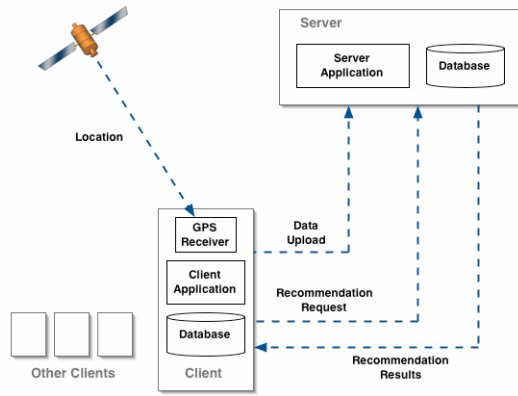 Server
Server
Application
Database
Location
GPS
Receiver
Data
Upload
Client
Application
Recommendation
Request
Database
Recommendation
Results
Other Clients
Client